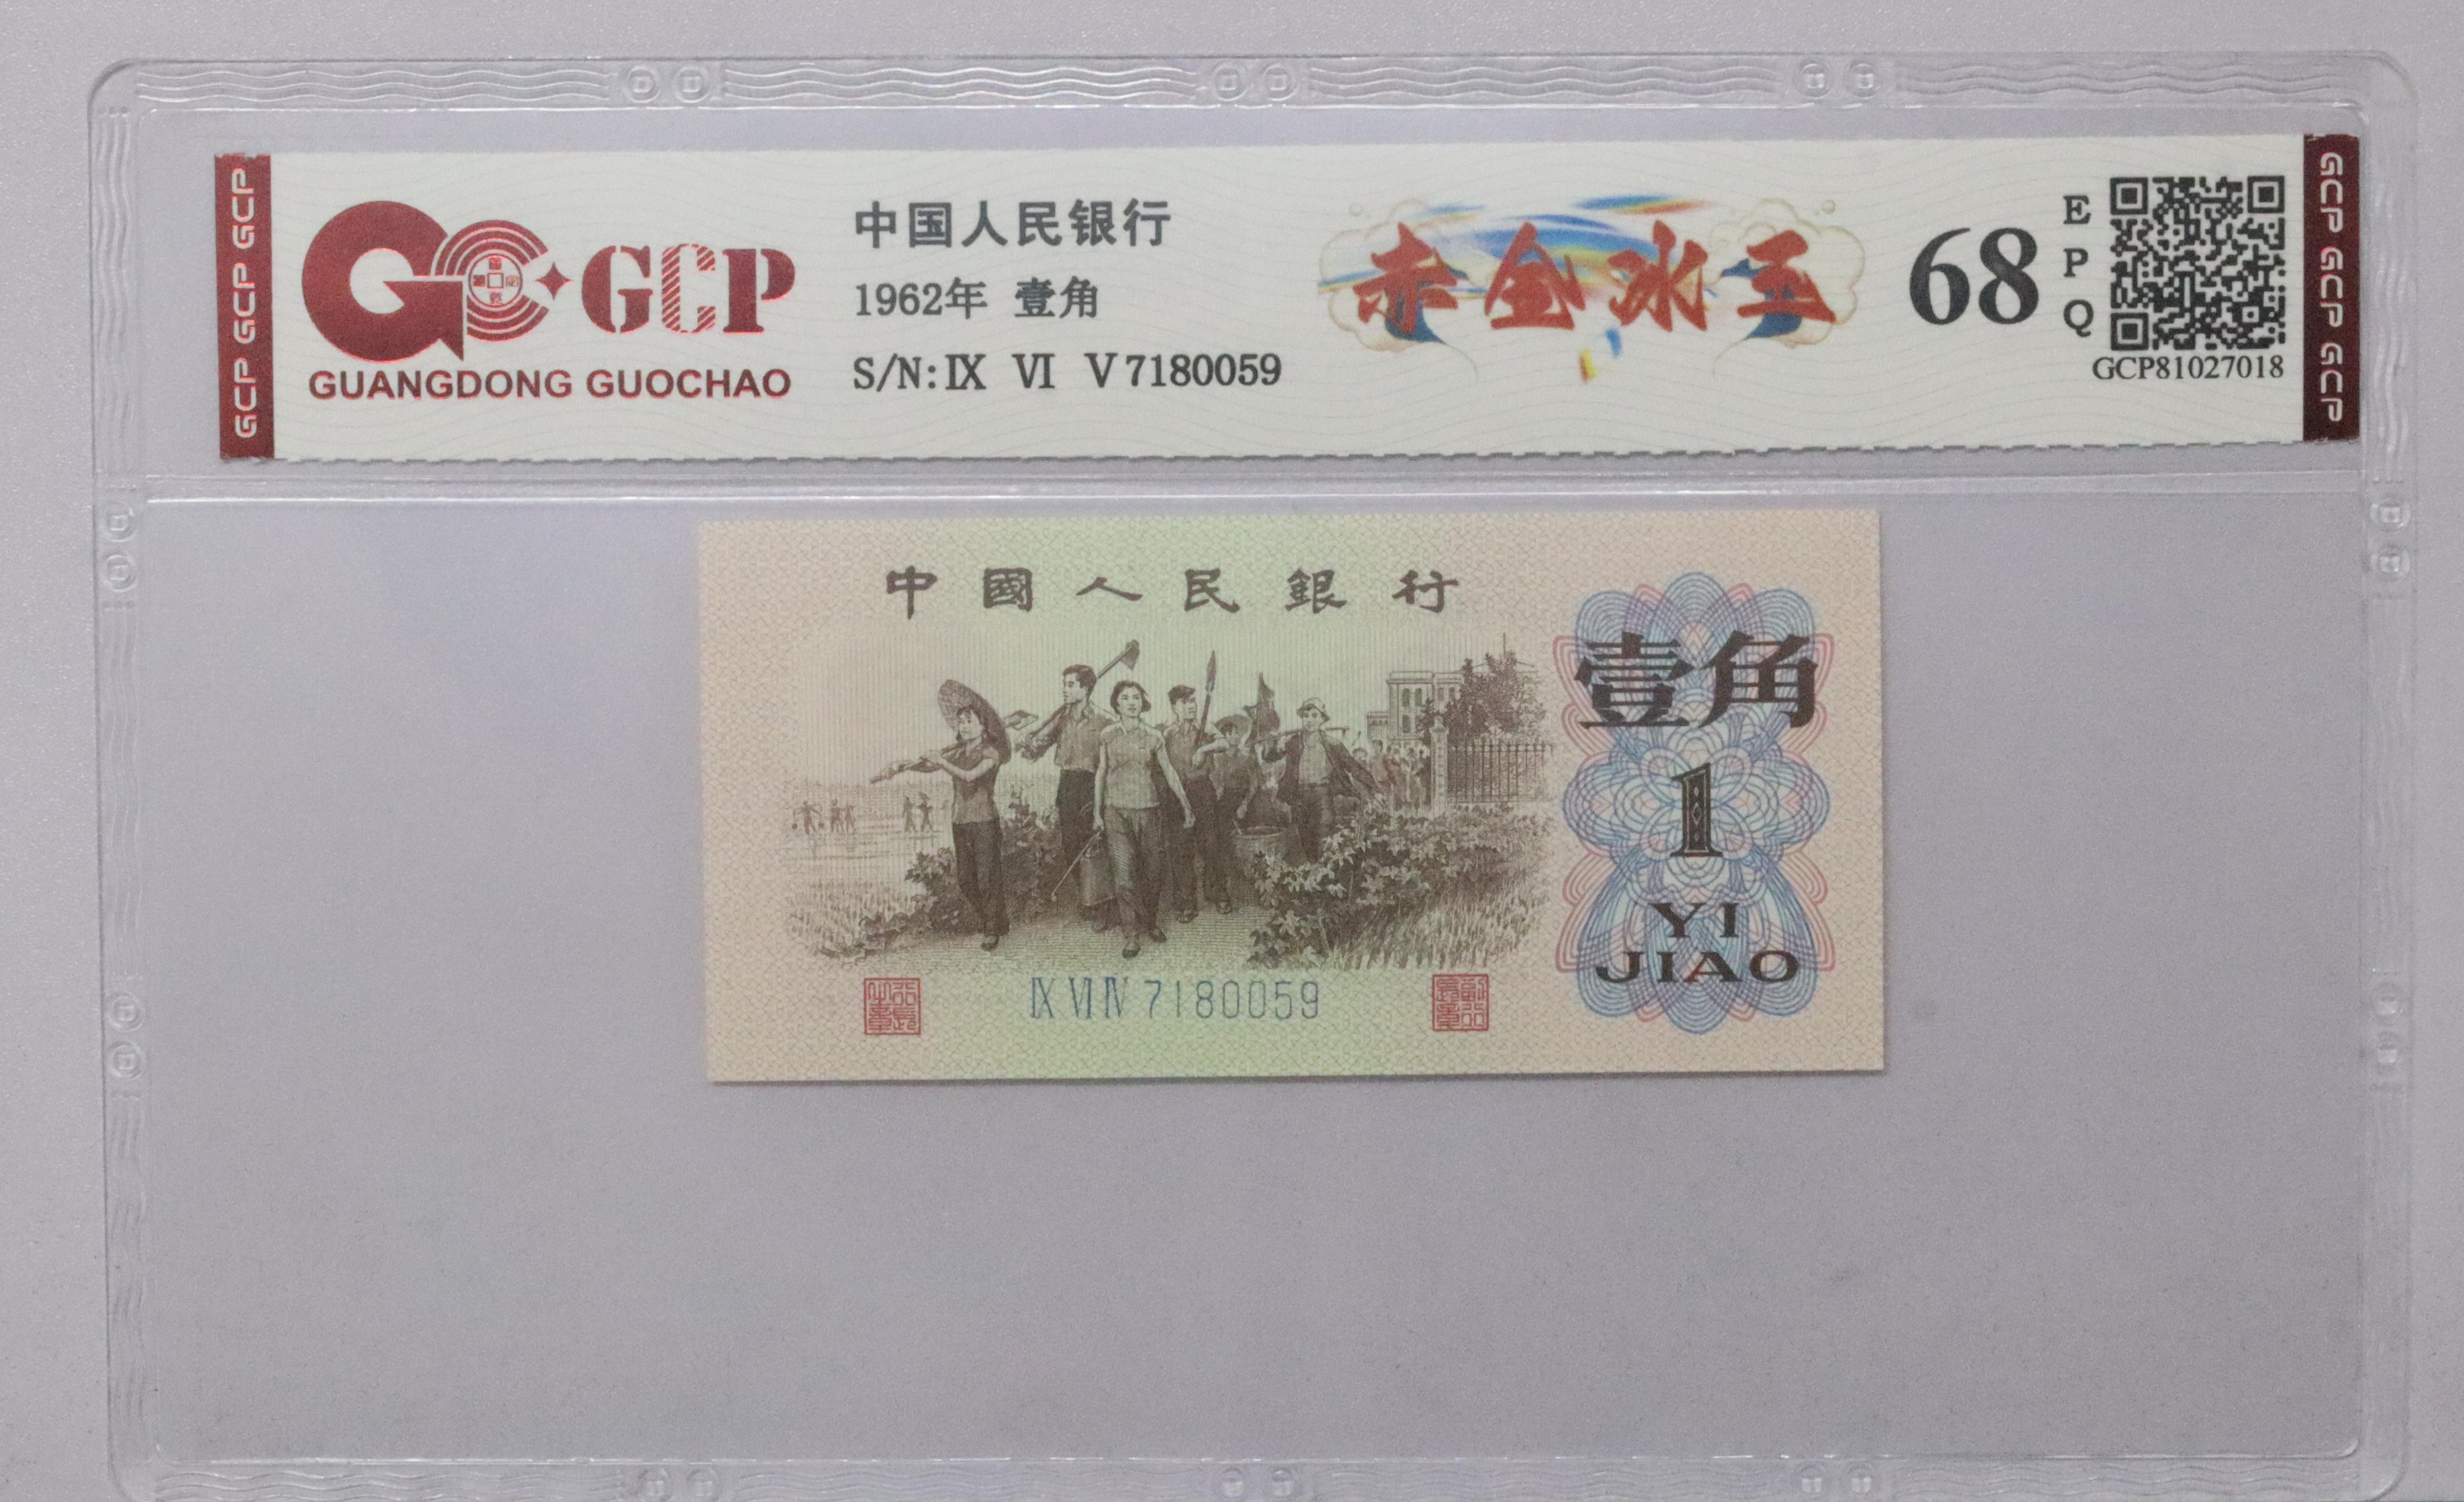 GCP GCP GCP
GCP
GUANGDONG GUOCHAO
中国人民银行
1962年 壹角
S/N:Ⅸ Ⅵ Ⅴ7180059
赤金冰玉
68
E
P
Q
GCP81027018
GCP GCP GCP
中國人民銀行
壹角
1
YI
JIAO
Ⅸ Ⅵ Ⅳ 7180059